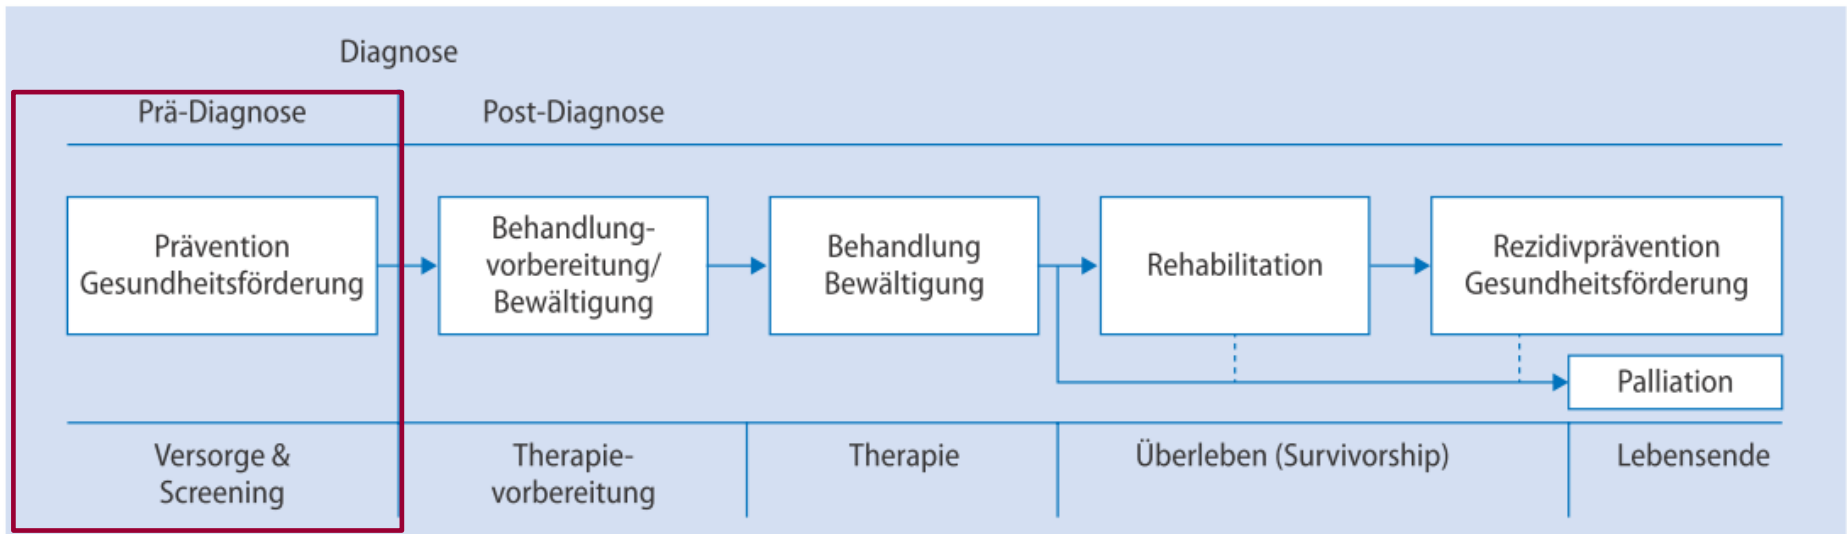 Diagnose
Prä-Diagnose
Post-Diagnose
Prävention
Gesundheitsförderung
Behandlung-
vorbereitung/
Bewältigung
Behandlung
Bewältigung
Rehabilitation
Rezidivprävention
Gesundheitsförderung
Palliation
Versorge &
Screening
Therapie-
vorbereitung
Therapie
Überleben (Survivorship)
Lebensende